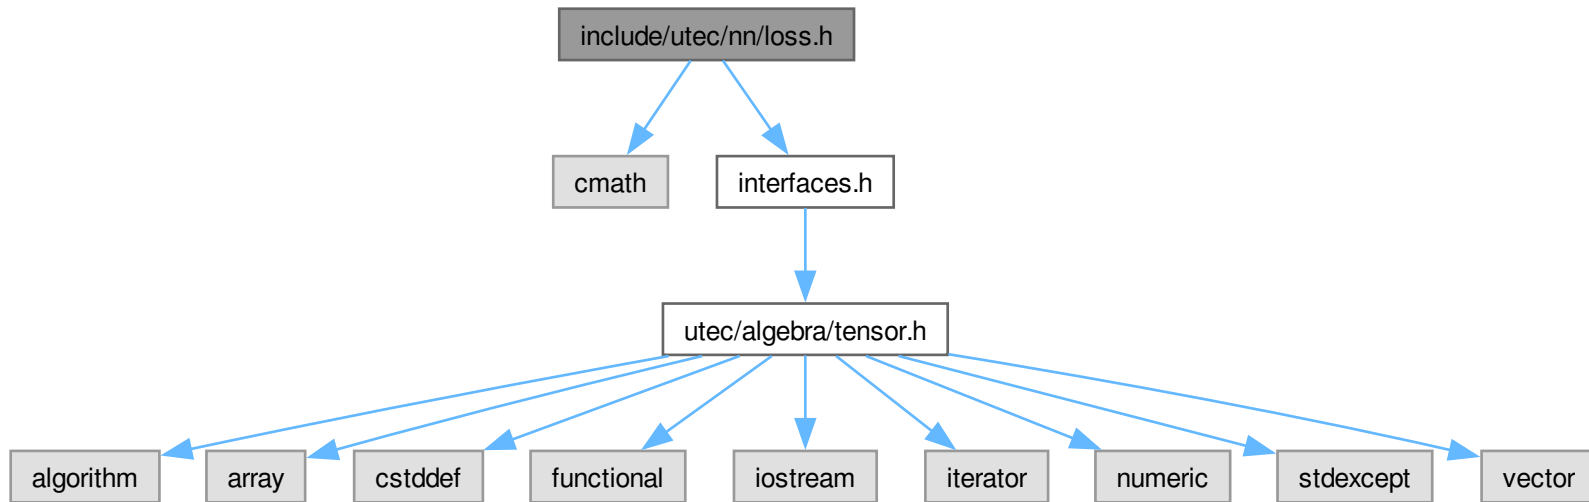 include/utec/nn/loss.h
cmath
interfaces.h
utec/algebra/tensor.h
algorithm
array
cstddef
functional
iostream
iterator
numeric
stdexcept
vector